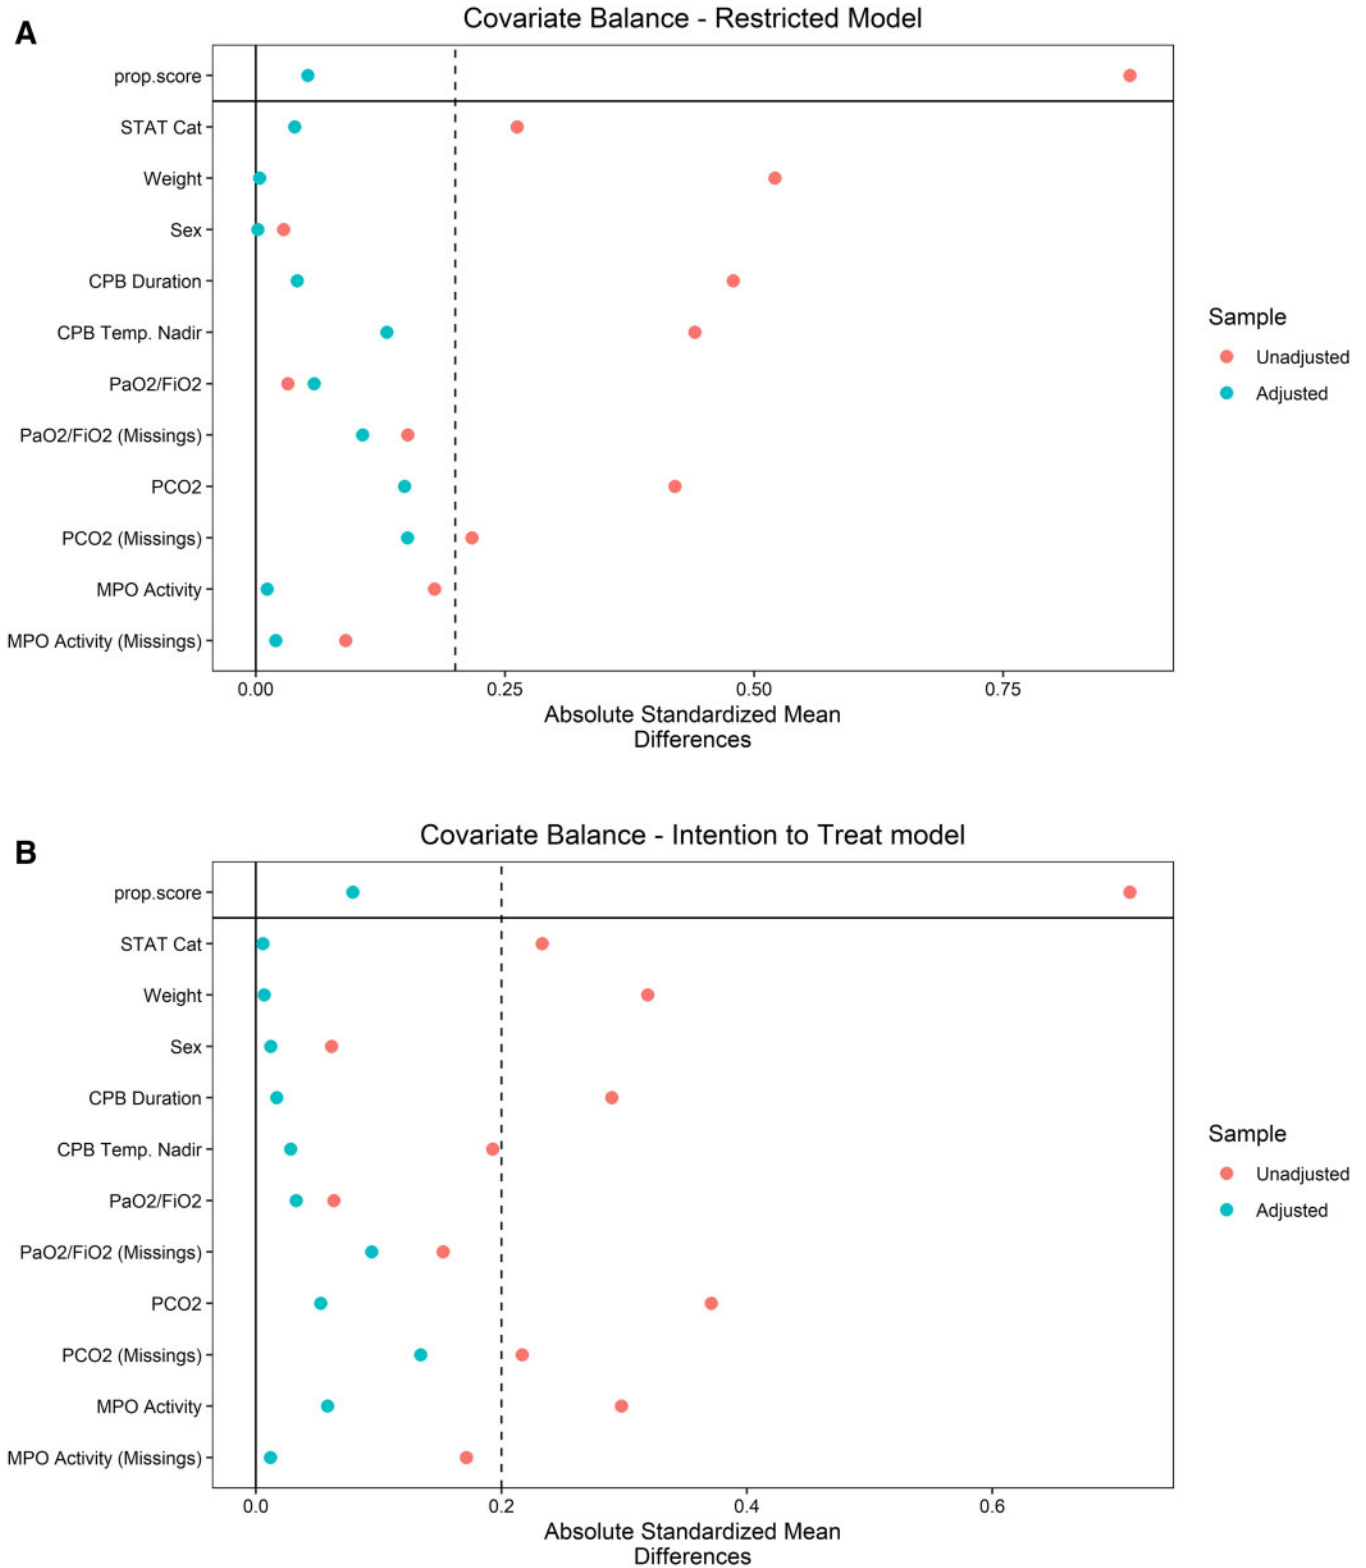 A
Covariate Balance - Restricted Model
prop.score
STAT Cat
Weight
Sex
CPB Duration
CPB Temp. Nadir
PaO2/FiO2
PaO2/FiO2 (Missings)
PCO2
PCO2 (Missings)
MPO Activity
MPO Activity (Missings)
0.00 0.25 0.50 0.75
Absolute Standardized Mean
Differences
Sample
Unadjusted
Adjusted
B
Covariate Balance - Intention to Treat model
prop.score
STAT Cat
Weight
Sex
CPB Duration
CPB Temp. Nadir
PaO2/FiO2
PaO2/FiO2 (Missings)
PCO2
PCO2 (Missings)
MPO Activity
MPO Activity (Missings)
0.0 0.2 0.4 0.6
Absolute Standardized Mean
Differences
Sample
Unadjusted
Adjusted